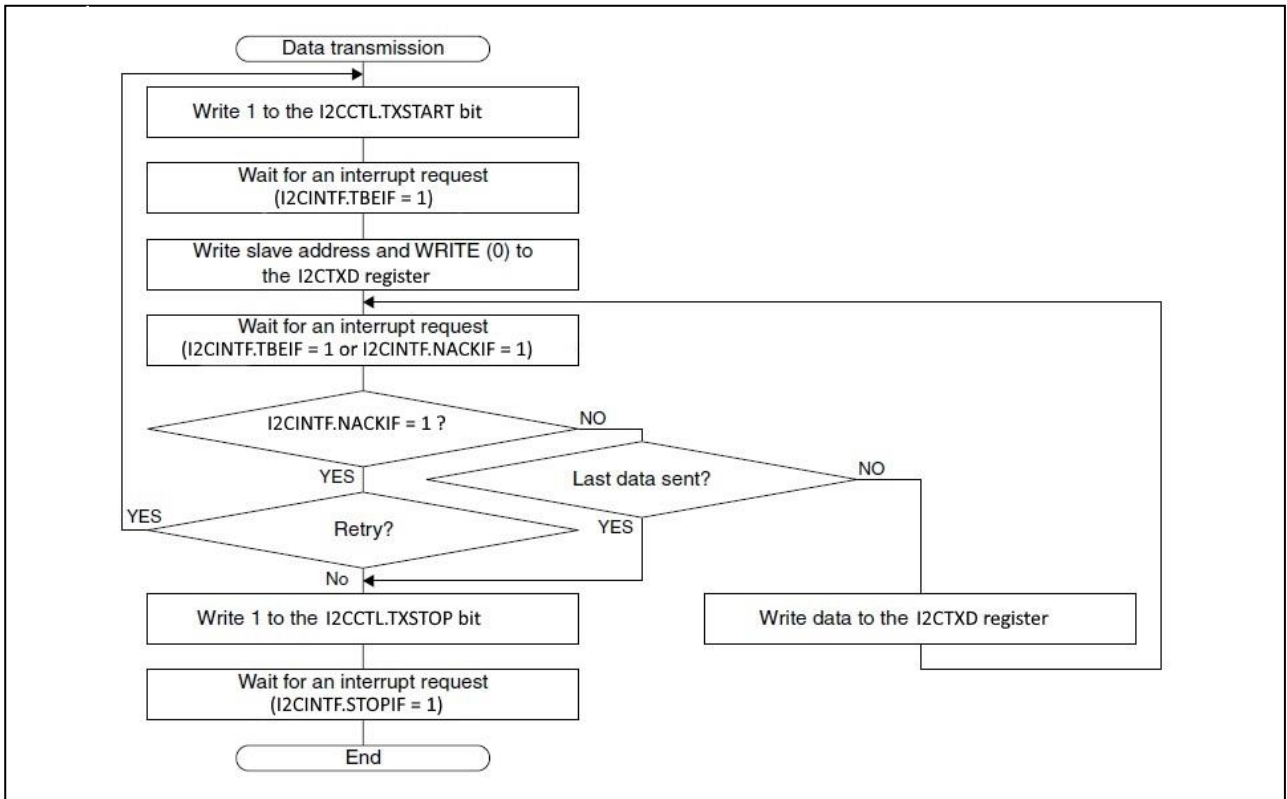 Data transmission
Write 1 to the I2CCTL.TXSTART bit
Wait for an interrupt request
(I2CINTF.TBEIF = 1)
Write slave address and WRITE (0) to
the I2CTXD register
Wait for an interrupt request
(I2CINTF.TBEIF = 1 or I2CINTF.NACKIF = 1)
I2CINTF.NACKIF = 1 ?
NO
YES
Last data sent?
NO
YES
Retry?
YES
No
Write 1 to the I2CCTL.TXSTOP bit
Write data to the I2CTXD register
Wait for an interrupt request
(I2CINTF.STOPIF = 1)
End